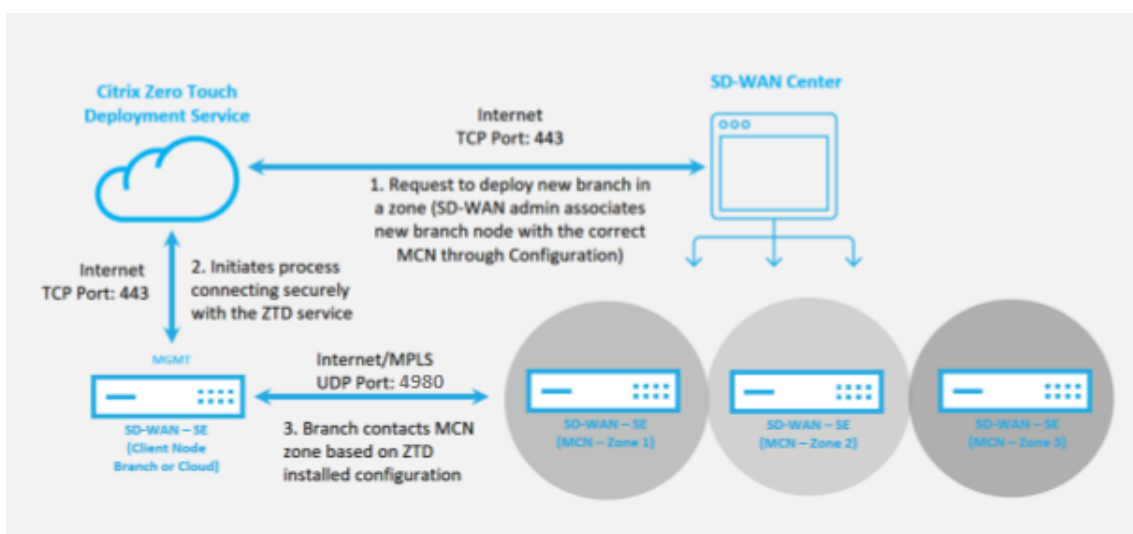 Citrix Zero Touch
Deployment Service
SD-WAN Center
Internet
TCP Port: 443
1. Request to deploy new branch in
a zone (SD-WAN admin associates
new branch node with the correct
MCN through Configuration)
Internet
TCP Port: 443
2. Initiates process
connecting securely
with the ZTD service
MGMT
SD-WAN – SE
(Client Node
Branch or Cloud)
Internet/MPLS
UDP Port: 4980
3. Branch contacts MCN
zone based on ZTD
installed configuration
SD-WAN – SE
(MCN – Zone 1)
SD-WAN – SE
(MCN – Zone 2)
SD-WAN – SE
(MCN – Zone 3)